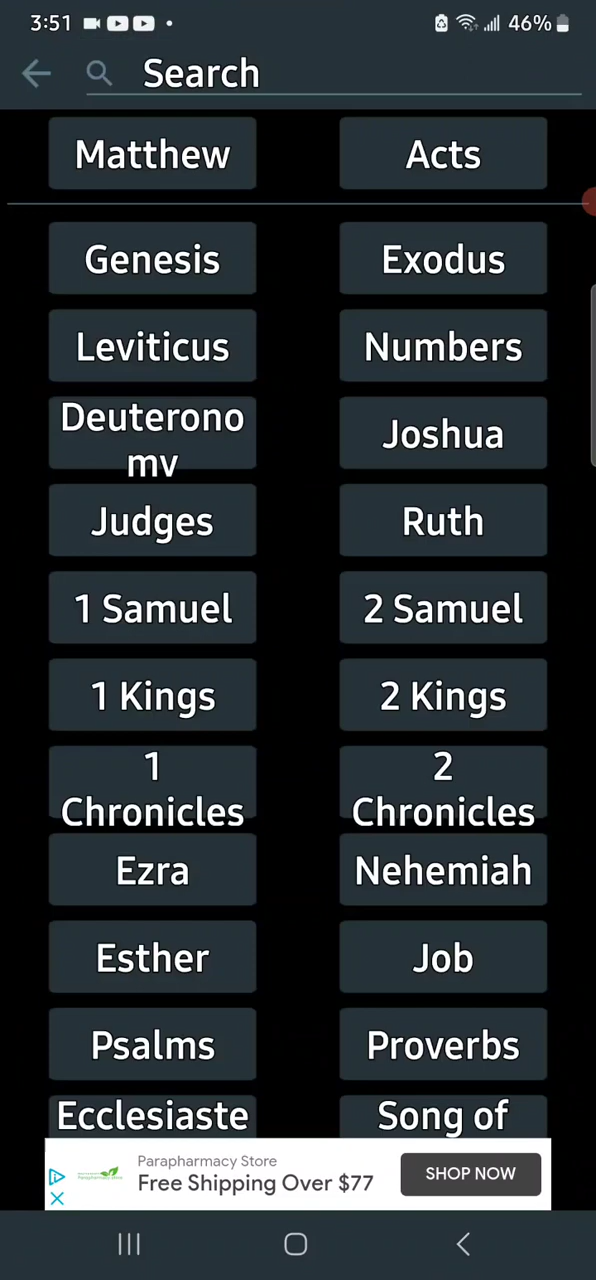 3:51 46%
Search
Matthew Acts
Genesis Exodus
Leviticus Numbers
Deuterono
my
Joshua
Judges Ruth
1 Samuel 2 Samuel
1 Kings 2 Kings
1
Chronicles
2
Chronicles
Ezra Nehemiah
Esther Job
Psalms Proverbs
Ecclesiaste Song of
Parapharmacy Store
Free Shipping Over $77
SHOP NOW